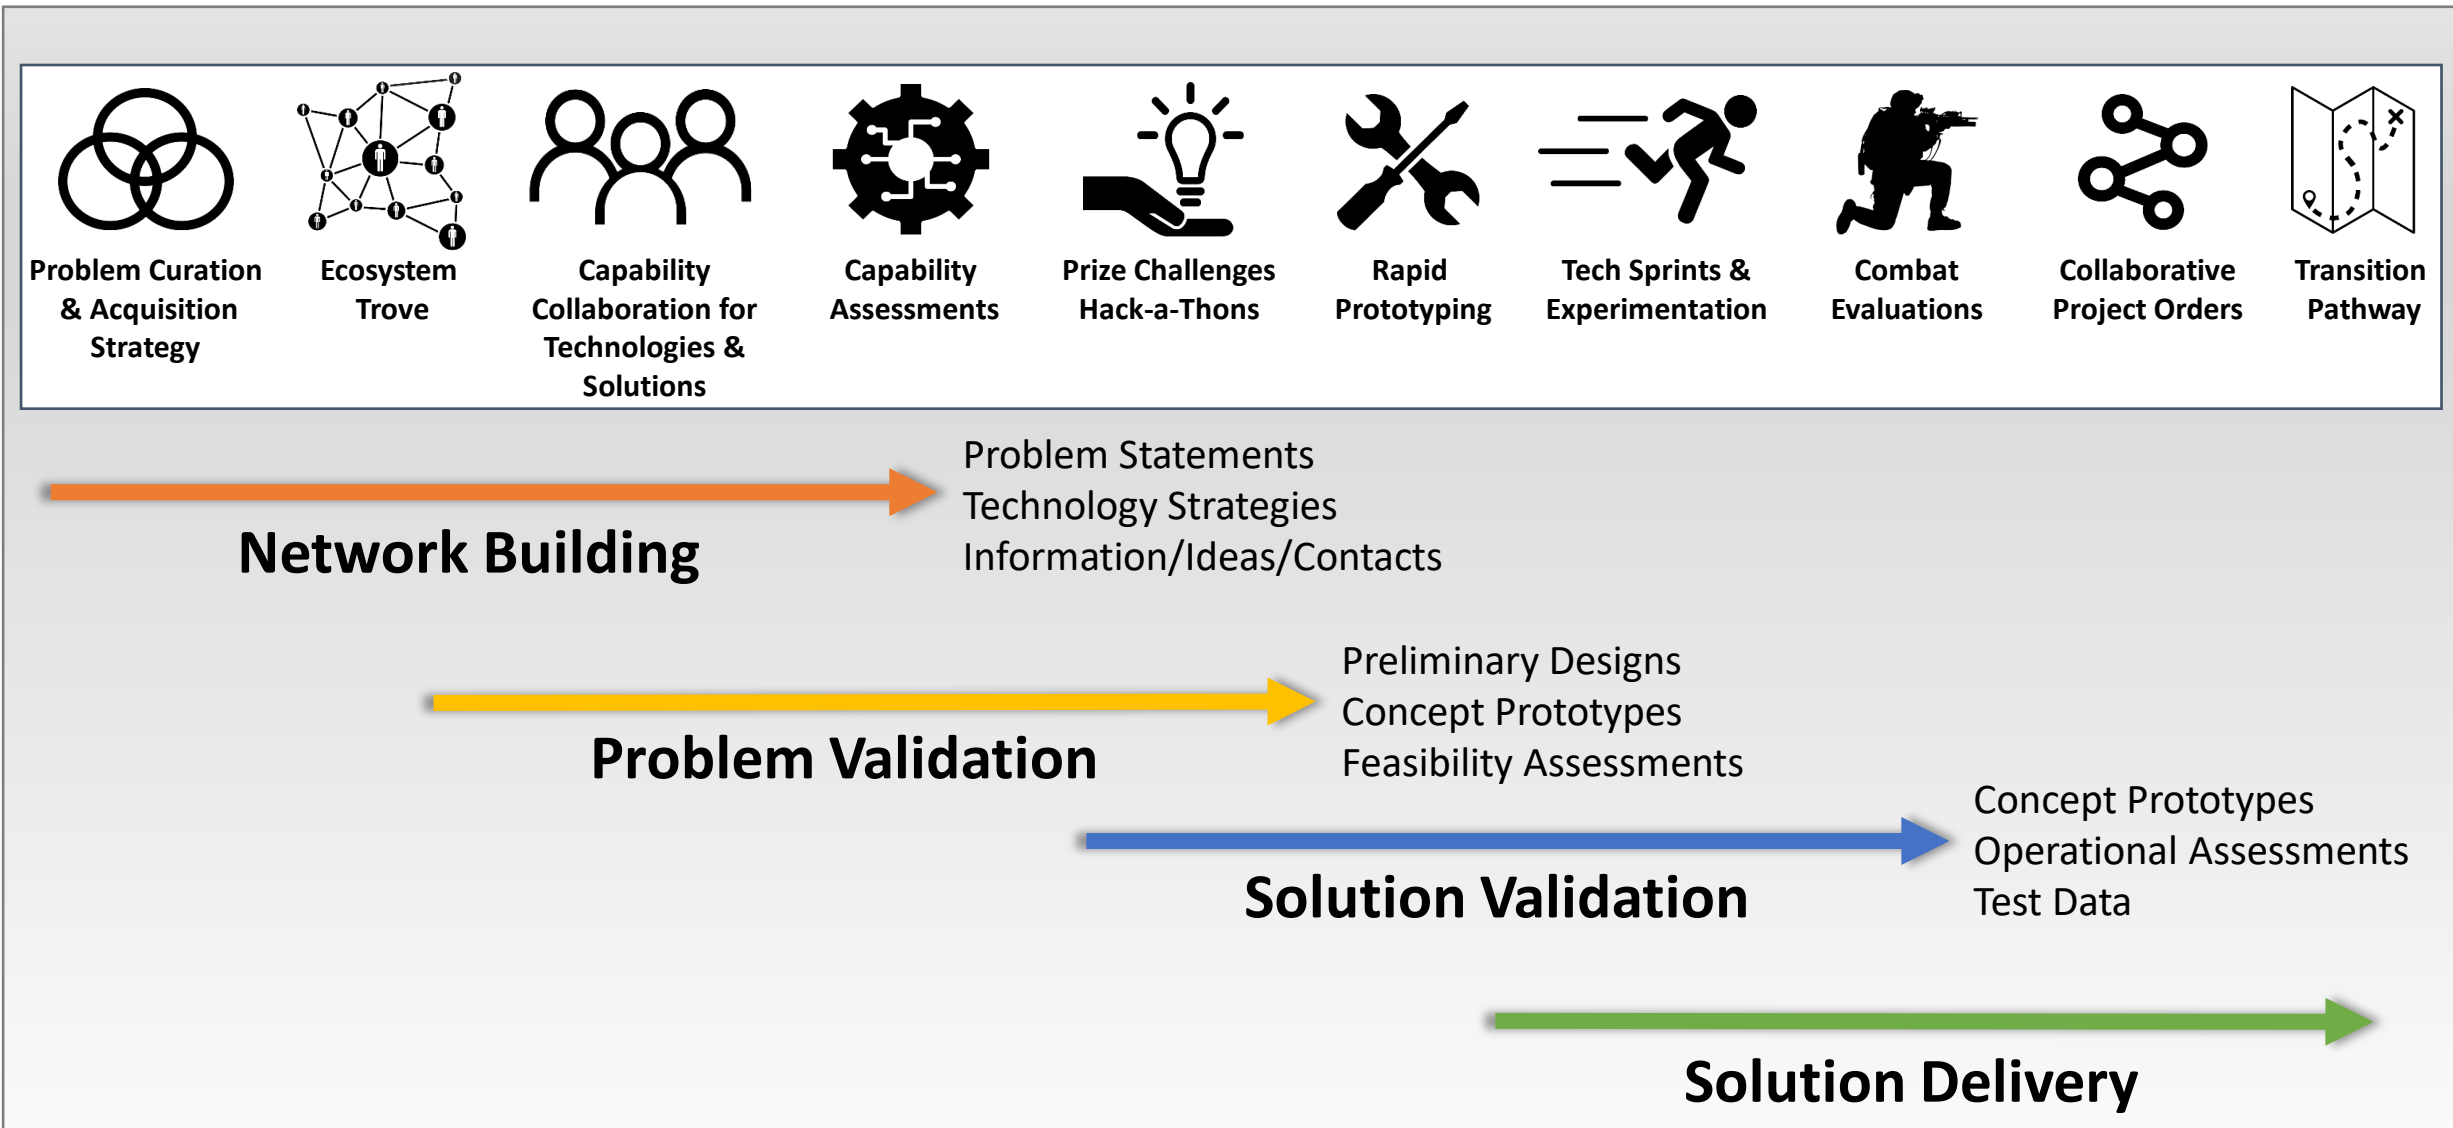 Problem Curation
& Acquisition
Strategy
Ecosystem
Trove
Capability
Collaboration for
Technologies &
Solutions
Capability
Assessments
Prize Challenges
Hack-a-Thons
Rapid
Prototyping
Tech Sprints &
Experimentation
Combat
Evaluations
Collaborative
Project Orders
Transition
Pathway
Network Building
Problem Statements
Technology Strategies
Information/Ideas/Contacts
Problem Validation
Preliminary Designs
Concept Prototypes
Feasibility Assessments
Solution Validation
Concept Prototypes
Operational Assessments
Test Data
Solution Delivery